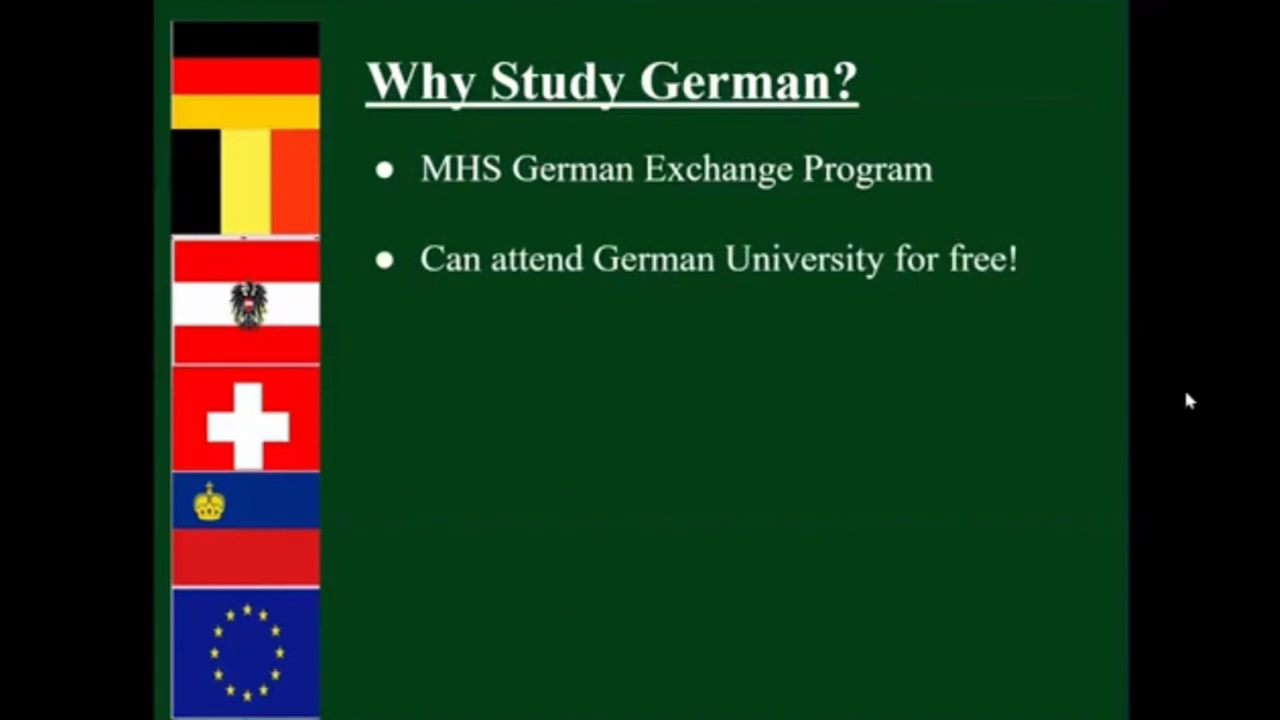 Why Study German?
● MHS German Exchange Program
● Can attend German University for free!